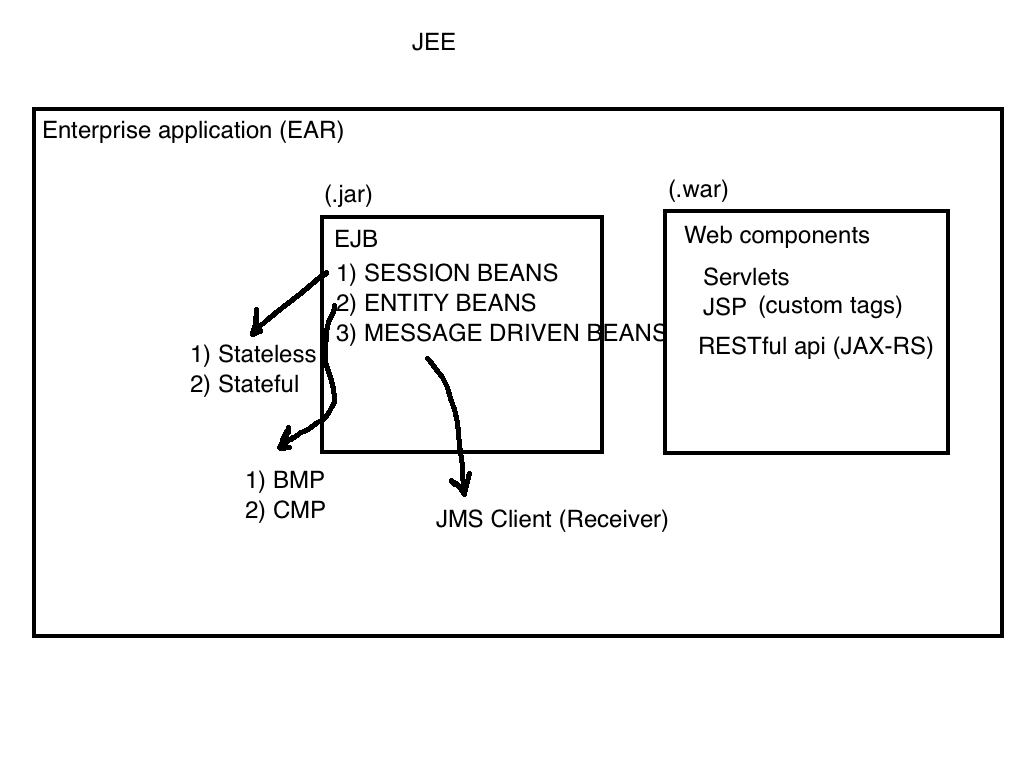 JEE
Enterprise application (EAR)
(.jar)
EJB
1) SESSION BEANS
2) ENTITY BEANS
3) MESSAGE DRIVEN BEANS
1) Stateless
2) Stateful
1) BMP
2) CMP
JMS Client (Receiver)
(.war)
Web components
Servlets
JSP (custom tags)
RESTful api (JAX-RS)